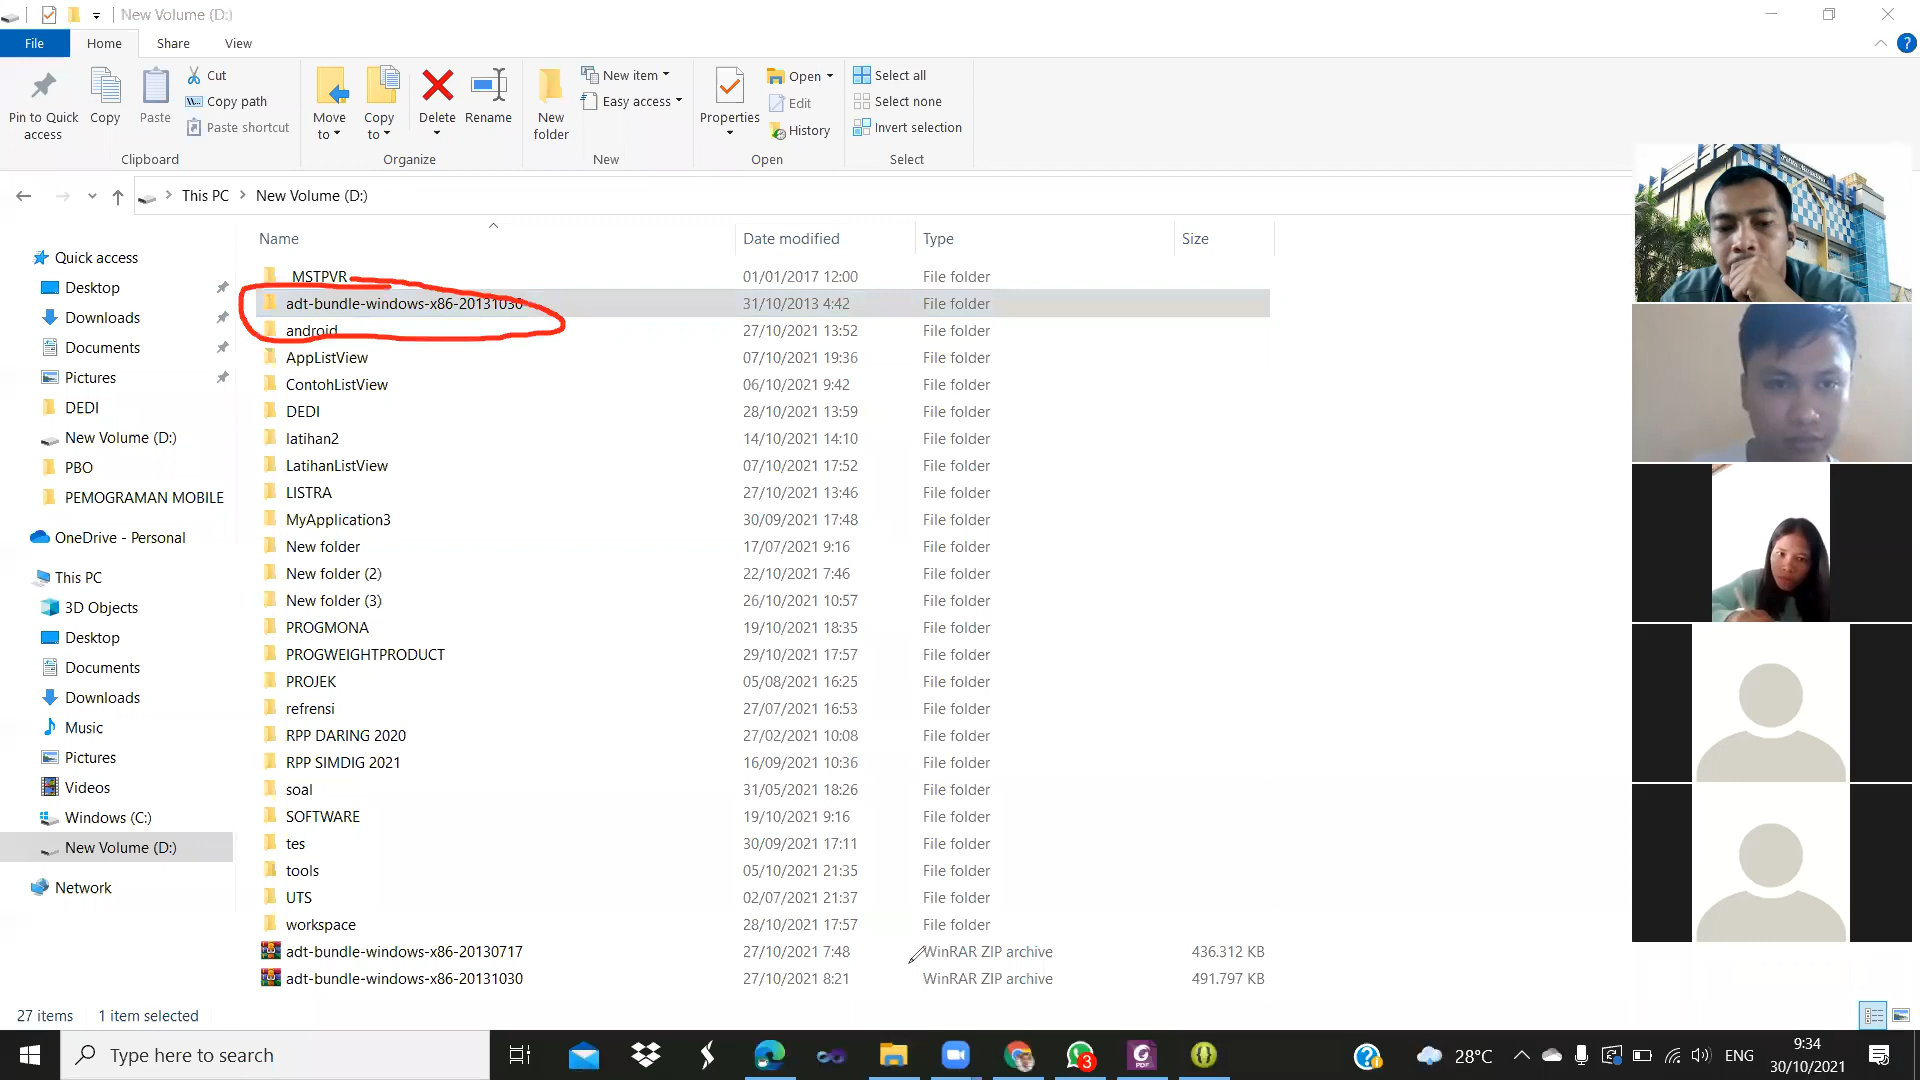 New Volume (D:)
File Home Share View
Pin to Quick access
Copy
Paste
Cut
Copy path
Paste shortcut
Clipboard
Move to
Copy to
Delete
Rename
Organize
New folder
New item
Easy access
New
Properties
Open
Edit
History
Open
Select all
Select none
Invert selection
Select
This PC > New Volume (D:)
Quick access
Desktop
Downloads
Documents
Pictures
DEDI
New Volume (D:)
PBO
PEMOGRAMAN MOBILE
OneDrive - Personal
This PC
3D Objects
Desktop
Documents
Downloads
Music
Pictures
Videos
Windows (C:)
New Volume (D:)
Network
Name Date modified Type Size
MSTPVR 01/01/2017 12:00 File folder
adt-bundle-windows-x86-20131030 31/10/2013 4:42 File folder
android 27/10/2021 13:52 File folder
AppListView 07/10/2021 19:36 File folder
ContohListView 06/10/2021 9:42 File folder
DEDI 28/10/2021 13:59 File folder
latihan2 14/10/2021 14:10 File folder
LatihanListView 07/10/2021 17:52 File folder
LISTRA 27/10/2021 13:46 File folder
MyApplication3 30/09/2021 17:48 File folder
New folder 17/07/2021 9:16 File folder
New folder (2) 22/10/2021 7:46 File folder
New folder (3) 26/10/2021 10:57 File folder
PROGMONA 19/10/2021 18:35 File folder
PROGWEIGHTPRODUCT 29/10/2021 17:57 File folder
PROJEK 05/08/2021 16:25 File folder
refrensi 27/07/2021 16:53 File folder
RPP DARING 2020 27/02/2021 10:08 File folder
RPP SIMDIG 2021 16/09/2021 10:36 File folder
soal 31/05/2021 18:26 File folder
SOFTWARE 19/10/2021 9:16 File folder
tes 30/09/2021 17:11 File folder
tools 05/10/2021 21:35 File folder
UTS 02/07/2021 21:37 File folder
workspace 28/10/2021 17:57 File folder
adt-bundle-windows-x86-20130717 27/10/2021 7:48 WinRAR ZIP archive 436.312 KB
adt-bundle-windows-x86-20131030 27/10/2021 8:21 WinRAR ZIP archive 491.797 KB
27 items 1 item selected
Type here to search
3
PDF
28°C
ENG
9:34
30/10/2021